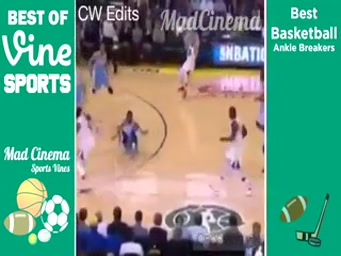 BEST OF
Vine
SPORTS
Mad Cinema
Sports Vines
CW Edits
MadCinema
Best
Basketball
Ankle Breakers